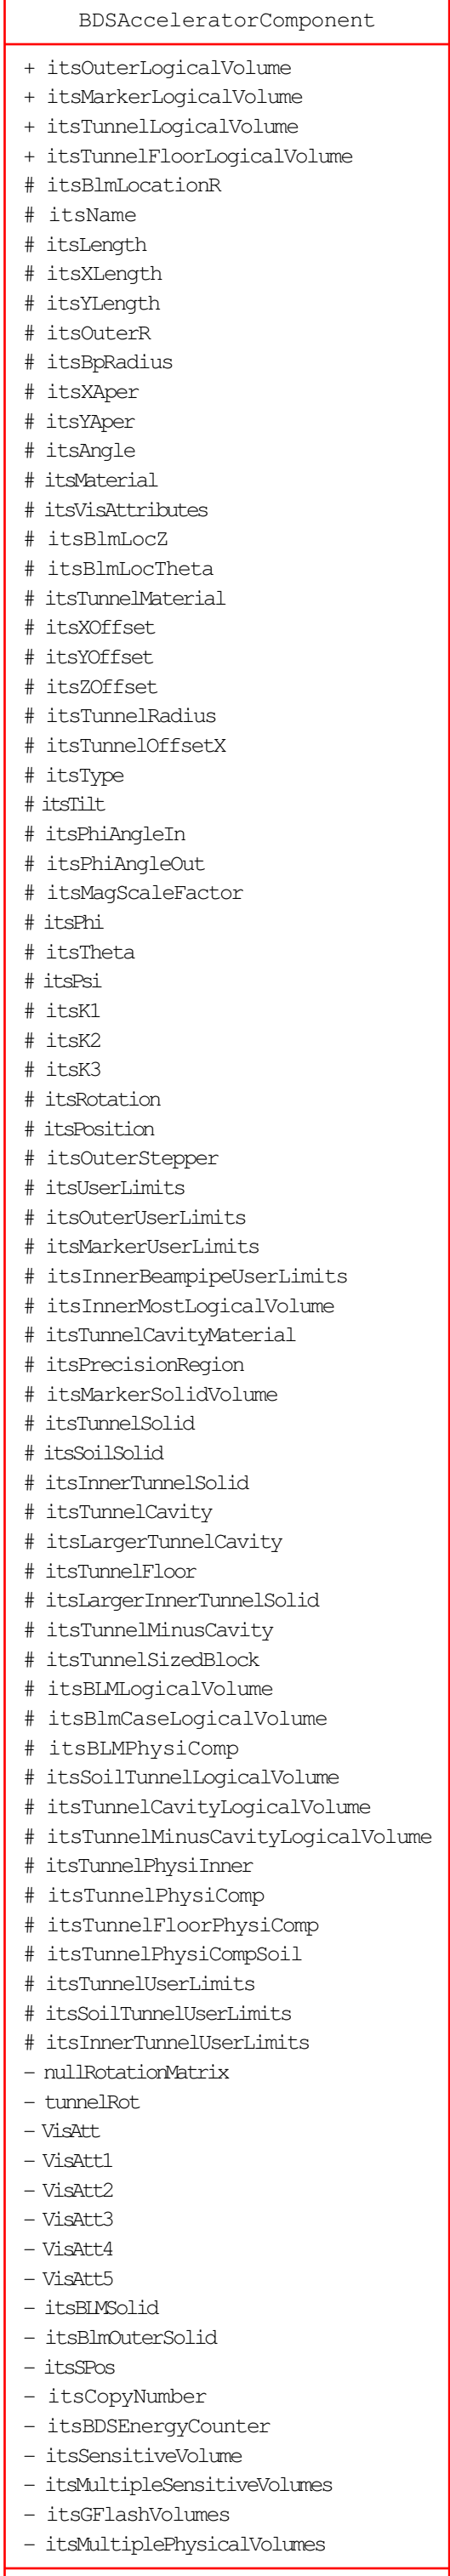 BDSAcceleratorComponent
+ itsOuterLogicalVolume
+ itsMarkerLogicalVolume
+ itsTunnelLogicalVolume
+ itsTunnelFloorLogicalVolume
# itsBlmLocationR
# itsName
# itsLength
# itsXLength
# itsYLength
# itsOuterR
# itsBpRadius
# itsXAper
# itsYAper
# itsAngle
# itsMaterial
# itsVisAttributes
# itsBlmLocZ
# itsBlmLocTheta
# itsTunnelMaterial
# itsXOffset
# itsYOffset
# itsZOffset
# itsTunnelRadius
# itsTunnelOffsetX
# itsType
# itsTilt
# itsPhiAngleIn
# itsPhiAngleOut
# itsMagScaleFactor
# itsPhi
# itsTheta
# itsPsi
# itsK1
# itsK2
# itsK3
# itsRotation
# itsPosition
# itsOuterStepper
# itsUserLimits
# itsOuterUserLimits
# itsMarkerUserLimits
# itsInnerBeampipeUserLimits
# itsInnerMostLogicalVolume
# itsTunnelCavityMaterial
# itsPrecisionRegion
# itsMarkerSolidVolume
# itsTunnelSolid
# itsSoilSolid
# itsInnerTunnelSolid
# itsTunnelCavity
# itsLargerTunnelCavity
# itsTunnelFloor
# itsLargerInnerTunnelSolid
# itsTunnelMinusCavity
# itsTunnelSizedBlock
# itsBLMLogicalVolume
# itsBlmCaseLogicalVolume
# itsBLMPhysiComp
# itsSoilTunnelLogicalVolume
# itsTunnelCavityLogicalVolume
# itsTunnelMinusCavityLogicalVolume
# itsTunnelPhysiInner
# itsTunnelPhysiComp
# itsTunnelFloorPhysiComp
# itsTunnelPhysiCompSoil
# itsTunnelUserLimits
# itsSoilTunnelUserLimits
# itsInnerTunnelUserLimits
- nullRotationMatrix
- tunnelRot
- VisAtt
- VisAtt1
- VisAtt2
- VisAtt3
- VisAtt4
- VisAtt5
- itsBLMSolid
- itsBlmOuterSolid
- itsSPos
- itsCopyNumber
- itsBDSEnergyCounter
- itsSensitiveVolume
- itsMultipleSensitiveVolumes
- itsGFlashVolumes
- itsMultiplePhysicalVolumes